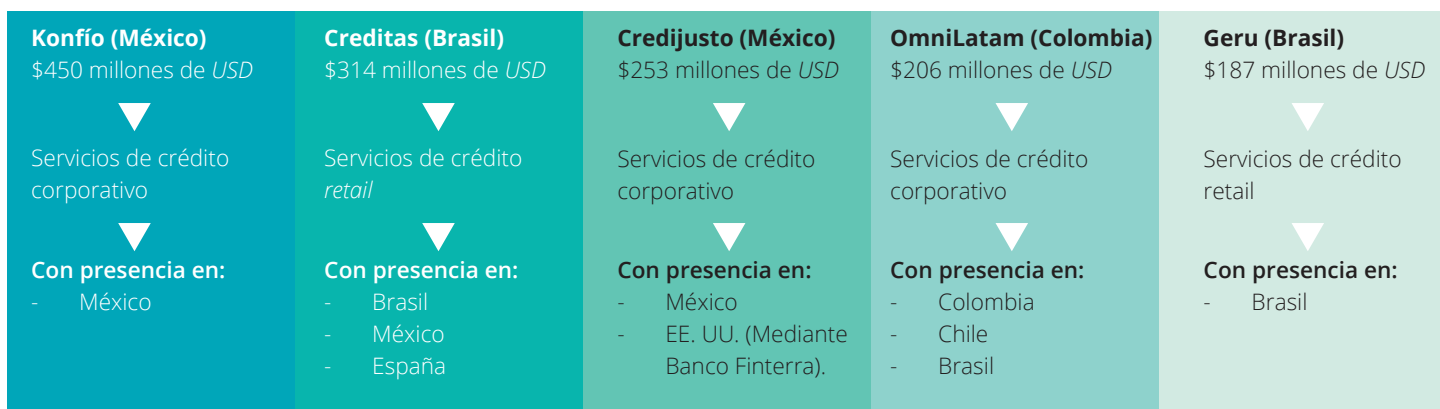 Konfío (México)
$450 millones de USD
Servicios de crédito
corporativo
Con presencia en:
- México
Creditas (Brasil)
$314 millones de USD
Servicios de crédito
retail
Con presencia en:
- Brasil
- México
- España
Credijusto (México)
$253 millones de USD
Servicios de crédito
corporativo
Con presencia en:
- México
- EE. UU. (Mediante
Banco Finterra).
OmniLatam (Colombia)
$206 millones de USD
Servicios de crédito
corporativo
Con presencia en:
- Colombia
- Chile
- Brasil
Geru (Brasil)
$187 millones de USD
Servicios de crédito
retail
Con presencia en:
- Brasil